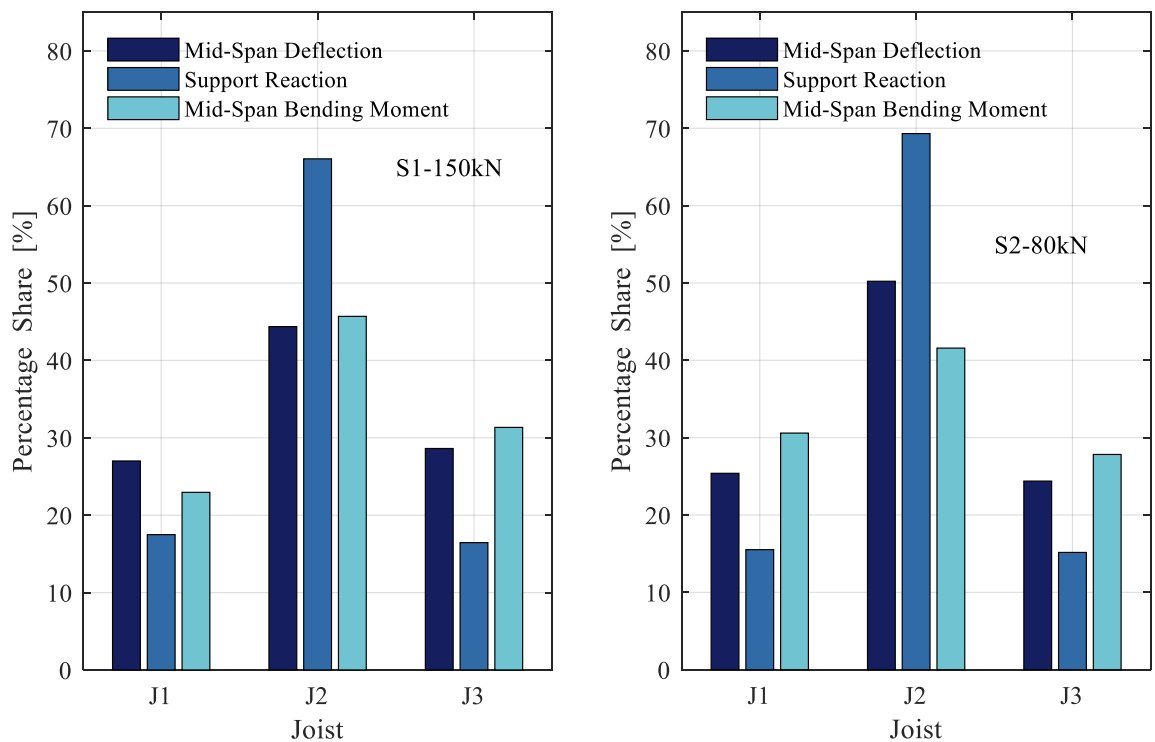 80
70
60
50
40
30
20
10
0
Percentage Share [%]
Mid-Span Deflection
Support Reaction
Mid-Span Bending Moment
S1-150kN
J1 J2 J3
Joist
80
70
60
50
40
30
20
10
0
Percentage Share [%]
Mid-Span Deflection
Support Reaction
Mid-Span Bending Moment
S2-80kN
J1 J2 J3
Joist